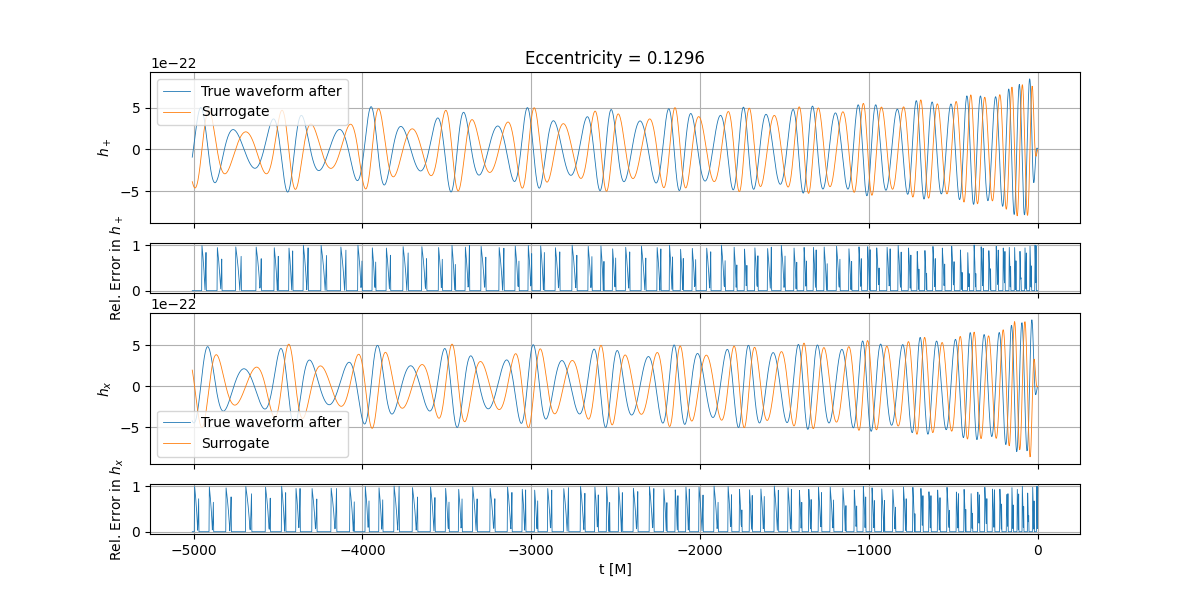 Eccentricity = 0.1296
1e−22
True waveform after
Surrogate
5
0
−5
h₊
1
0
Rel. Error in h₊
1e−22
5
0
−5
hₓ
True waveform after
Surrogate
1
0
Rel. Error in hₓ
−5000 −4000 −3000 −2000 −1000 0
t [M]